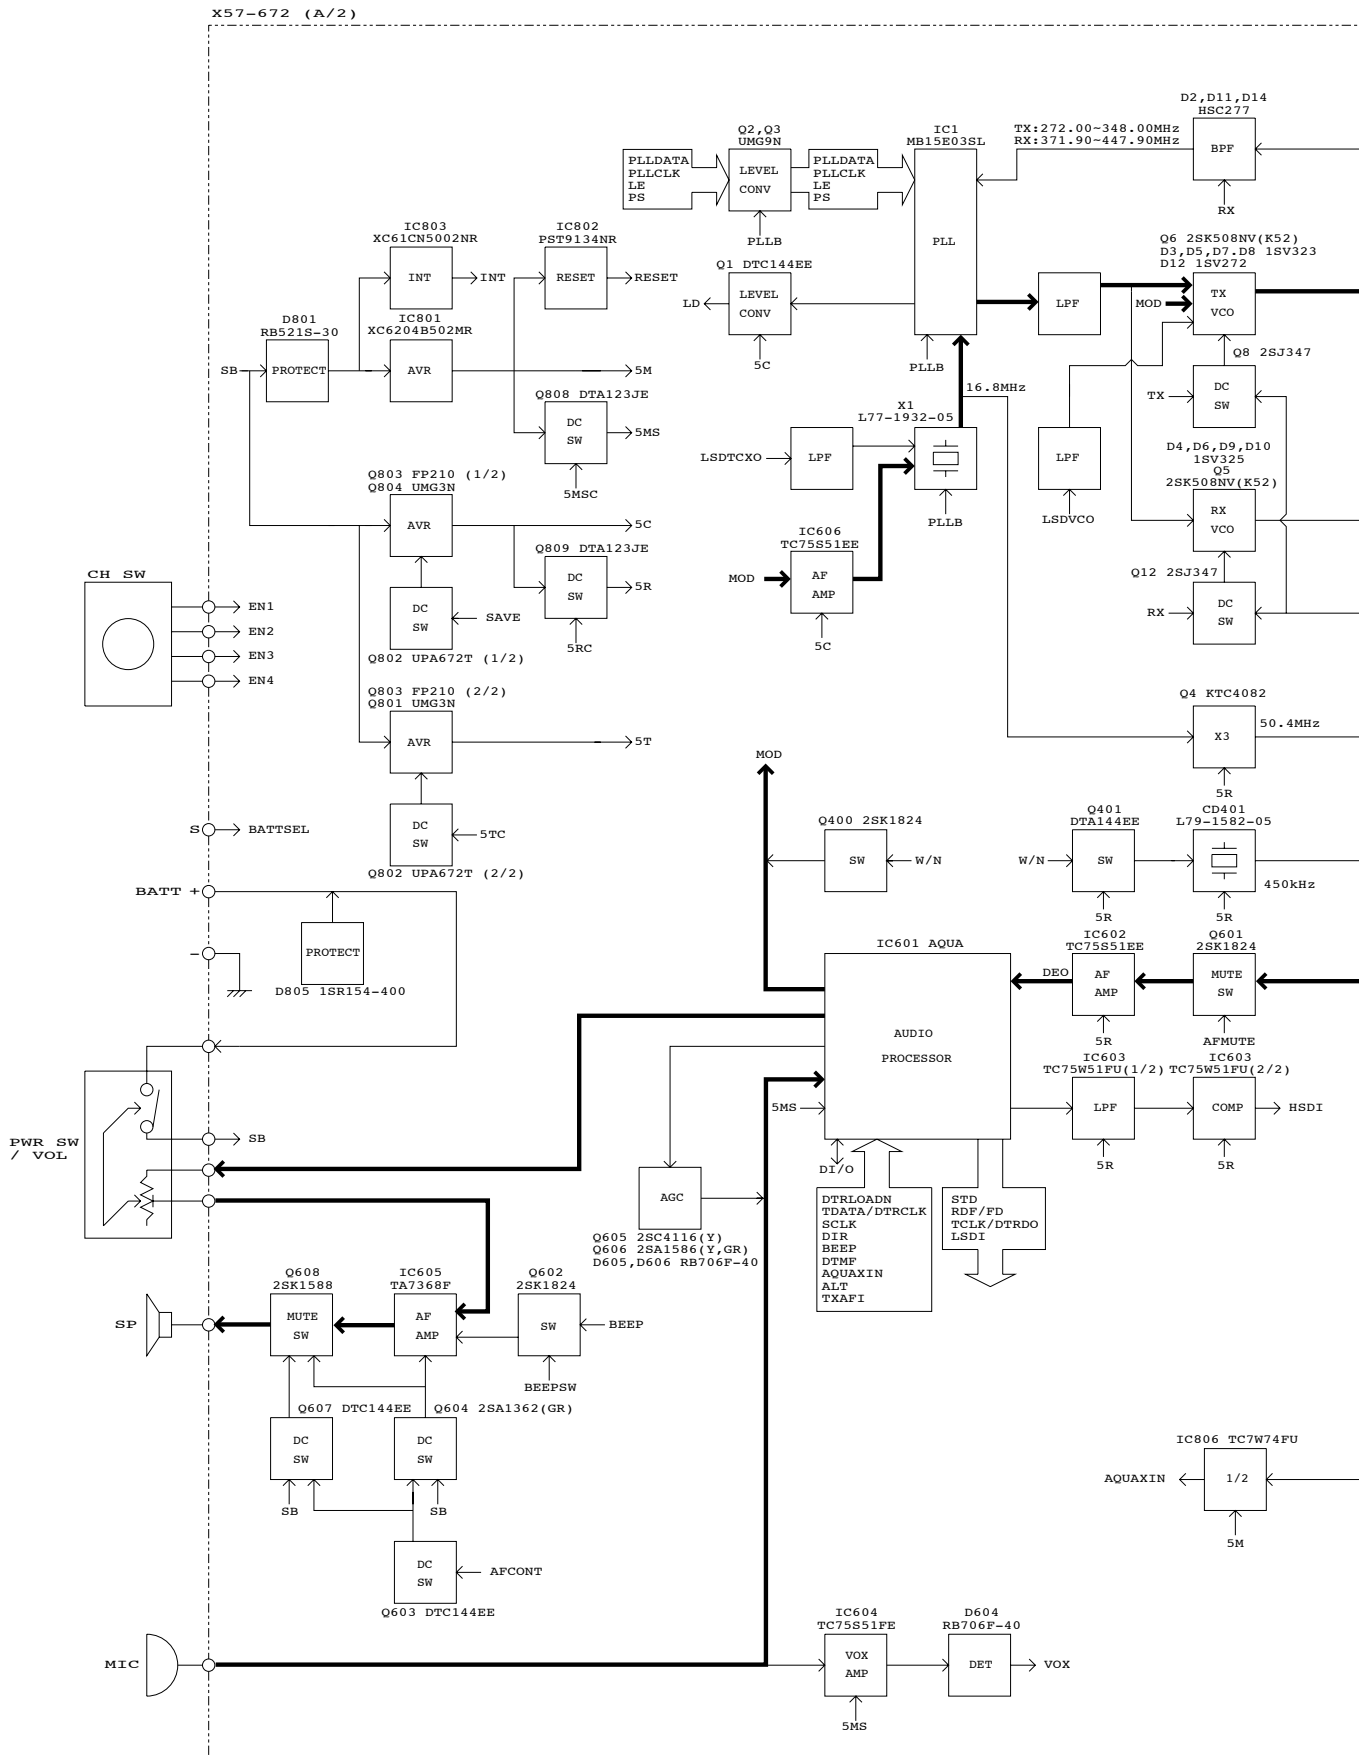 X57-672 (A/2)
D2,D11,D14
HSC277
BPF
RX
TX:272.00~348.00MHz
RX:371.90~447.90MHz
IC1
MB15E03SL
PLL
PLLB
Q2,Q3
UMG9N
LEVEL
CONV
PLLB
PLLDATA
PLLCLK
LE
PS
PLLDATA
PLLCLK
LE
PS
IC803
XC61CN5002NR
INT
INT
IC802
PST9134NR
RESET
RESET
Q1 DTC144EE
LD
LEVEL
CONV
5C
LPF
Q6 2SK508NV(K52)
D3,D5,D7.D8 1SV323
D12 1SV272
MOD
TX
VCO
Q8 2SJ347
TX
DC
SW
D801
RB521S-30
SB
PROTECT
IC801
XC6204B502MR
AVR
5M
Q808 DTA123JE
DC
SW
5MS
5MSC
16.8MHz
X1
L77-1932-05
LSDTCXO
LPF
PLLB
LPF
LSDVCO
D4,D6,D9,D10
1SV325
Q5
2SK508NV(K52)
RX
VCO
Q12 2SJ347
RX
DC
SW
Q803 FP210 (1/2)
Q804 UMG3N
AVR
5C
Q809 DTA123JE
DC
SW
5R
5RC
DC
SW
SAVE
Q802 UPA672T (1/2)
IC606
TC75S51EE
MOD
AF
AMP
5C
CH SW
EN1
EN2
EN3
EN4
Q803 FP210 (2/2)
Q801 UMG3N
AVR
5T
DC
SW
5TC
Q802 UPA672T (2/2)
Q4 KTC4082
X3
50.4MHz
5R
MOD
Q400 2SK1824
SW
W/N
Q401
DTA144EE
W/N
SW
5R
CD401
L79-1582-05
450kHz
5R
S
BATTSEL
BATT +
PROTECT
D805 1SR154-400
-
IC601 AQUA
AUDIO
PROCESSOR
DEO
IC602
TC75S51EE
AF
AMP
5R
Q601
2SK1824
MUTE
SW
AFMUTE
IC603
TC75W51FU(1/2)
LPF
5R
IC603
TC75W51FU(2/2)
COMP
HSDI
5R
5MS
DI/O
PWR SW
/ VOL
SB
AGC
Q605 2SC4116(Y)
Q606 2SA1586(Y,GR)
D605,D606 RB706F-40
DTRLOADN
TDATA/DTRCLK
SCLK
DIR
BEEP
DTMF
AQUAXIN
ALT
TXAFI
STD
RDF/FD
TCLK/DTRDO
LSDI
SP
Q608
2SK1588
MUTE
SW
IC605
TA7368F
AF
AMP
Q602
2SK1824
SW
BEEP
BEEPSW
Q607 DTC144EE
DC
SW
SB
Q604 2SA1362(GR)
DC
SW
SB
DC
SW
AFCONT
Q603 DTC144EE
IC806 TC7W74FU
AQUAXIN
1/2
5M
MIC
IC604
TC75S51FE
VOX
AMP
5MS
D604
RB706F-40
DET
VOX